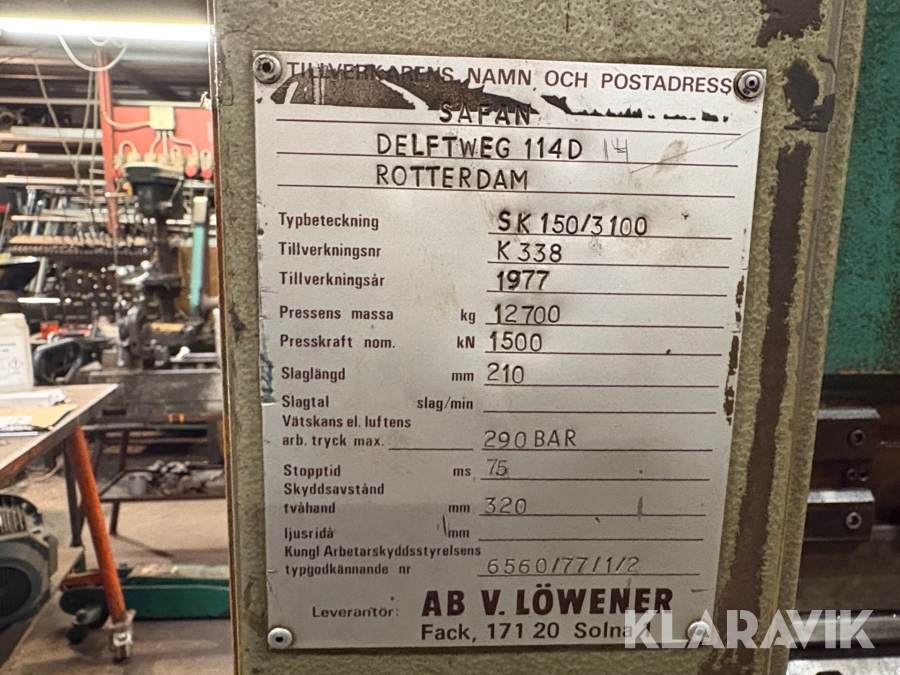 TILLVERKARENS NAMN OCH POSTADRESS
SAFAN
DELFTWEG 114D 14
ROTTERDAM
Typbeteckning SK 150/3100
Tillverkningsnr K 338
Tillverkningsår 1977
Pressens massa kg 12700
Presskraft nom. kN 1500
Slaglängd mm 210
Slagtal slag/min
Vätskans el. luftens
arb. tryck max. 290 BAR
Stopptid ms 75
Skyddsavstånd
tvåhand mm 320
ljusridå mm
Kungl Arbetarskyddsstyrelsens
typgodkännande nr 6560/77/1/2
Leverantör: AB V. LÖWENER
Fack, 171 20 Solna 1
KLARAVIK